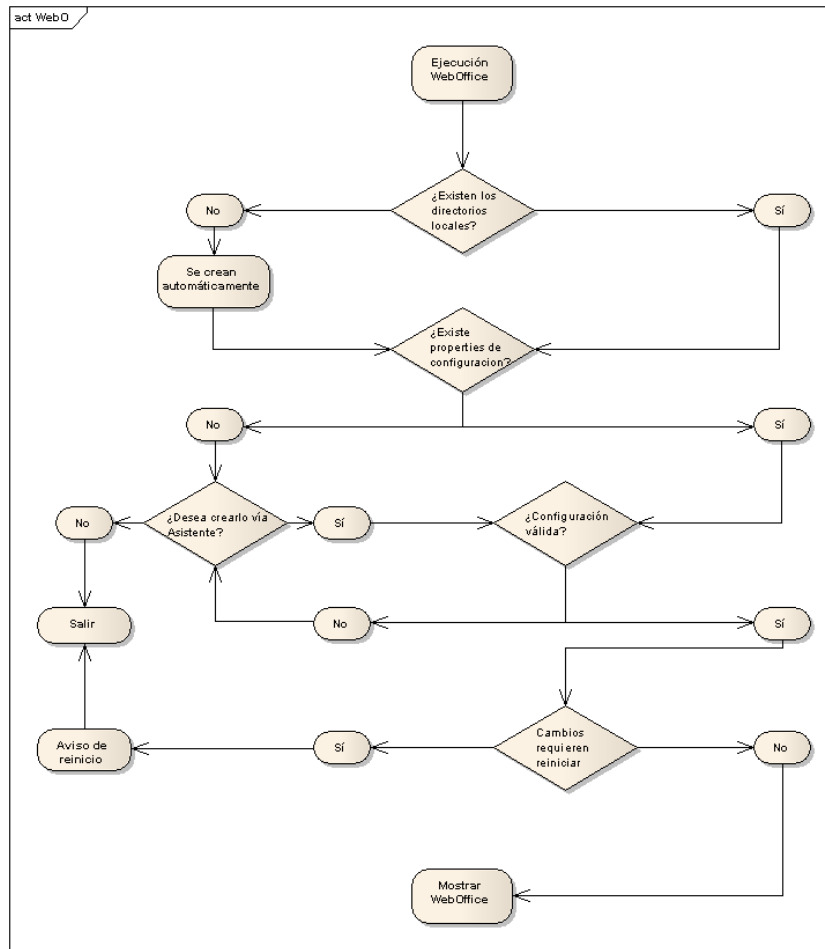 act WebO
Ejecución
WebOffice
¿Existen los
directorios
locales?
No
Sí
Se crean
automáticamente
¿Existe
properties de
configuracion?
No
Sí
¿Desea crearlo vía
Asistente?
No
Sí
¿Configuración
válida?
Salir
No
Sí
Aviso de
reinicio
Sí
Cambios
requieren
reiniciar
No
Mostrar
WebOffice